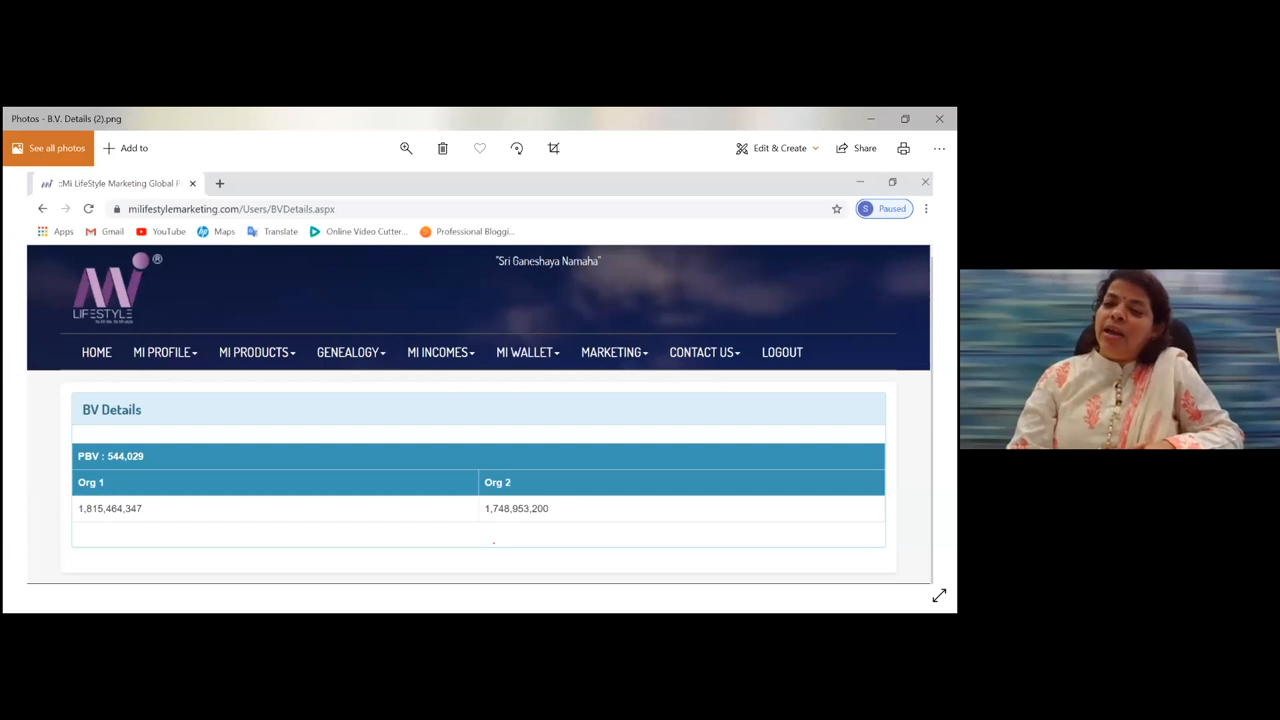 Photos - B.V. Details (2).png
See all photos
Add to
Edit & Create
Share
::Mi LifeStyle Marketing Global P
milifestylemarketing.com/Users/BVDetails.aspx
S Paused
Apps Gmail YouTube Maps Translate Online Video Cutter... Professional Bloggi...
"Sri Ganeshaya Namaha"
Mi ®
LIFESTYLE
HOME MI PROFILE MI PRODUCTS GENEALOGY MI INCOMES MI WALLET MARKETING CONTACT US LOGOUT
BV Details
PBV : 544,029
Org 1 Org 2
1,815,464,347 1,748,953,200